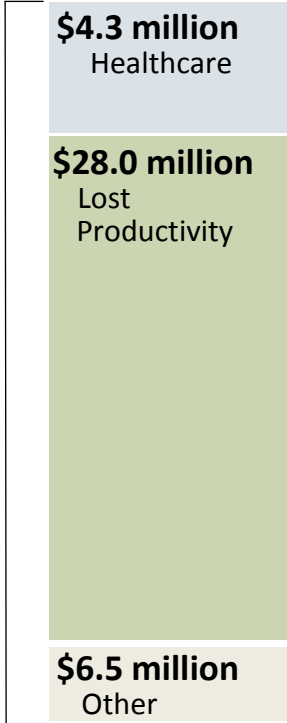 $4.3 million
Healthcare
$28.0 million
Lost
Productivity
$6.5 million
Other